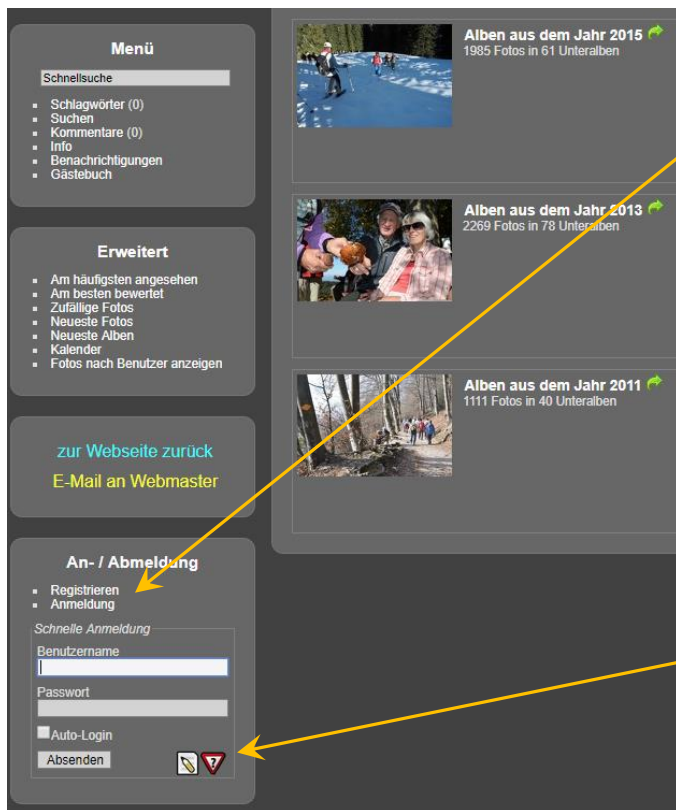 Menü
Schnellsuche
Schlagwörter (0)
Suchen
Kommentare (0)
Info
Benachrichtigungen
Gästebuch
Erweitert
Am häufigsten angesehen
Am besten bewertet
Zufällige Fotos
Neueste Fotos
Neueste Alben
Kalender
Fotos nach Benutzer anzeigen
zur Webseite zurück
E-Mail an Webmaster
An- / Abmeldung
Registrieren
Anmeldung
Schnelle Anmeldung
Benutzername
Passwort
Auto-Login
Absenden
?
Alben aus dem Jahr 2015
1985 Fotos in 61 Unteralben
Alben aus dem Jahr 2013
2269 Fotos in 78 Unteralben
Alben aus dem Jahr 2011
1111 Fotos in 40 Unteralben